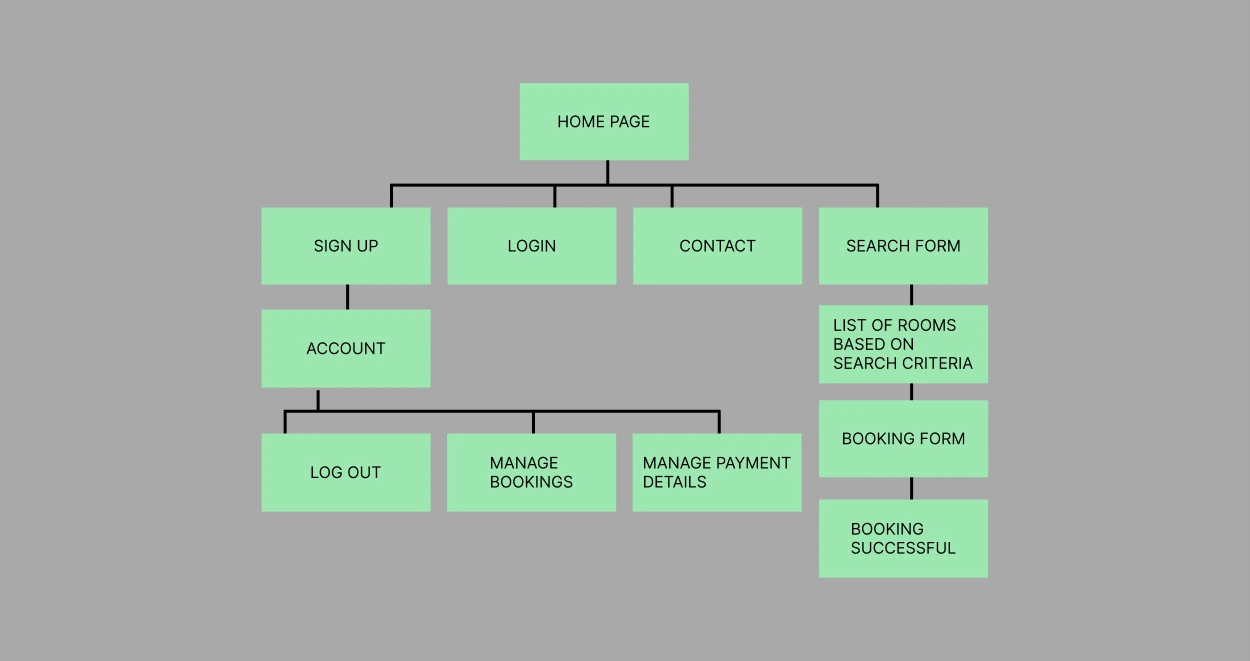 HOME PAGE
SIGN UP
LOGIN
CONTACT
SEARCH FORM
ACCOUNT
LIST OF ROOMS
BASED ON
SEARCH CRITERIA
BOOKING FORM
LOG OUT
MANAGE
BOOKINGS
MANAGE PAYMENT
DETAILS
BOOKING
SUCCESSFUL